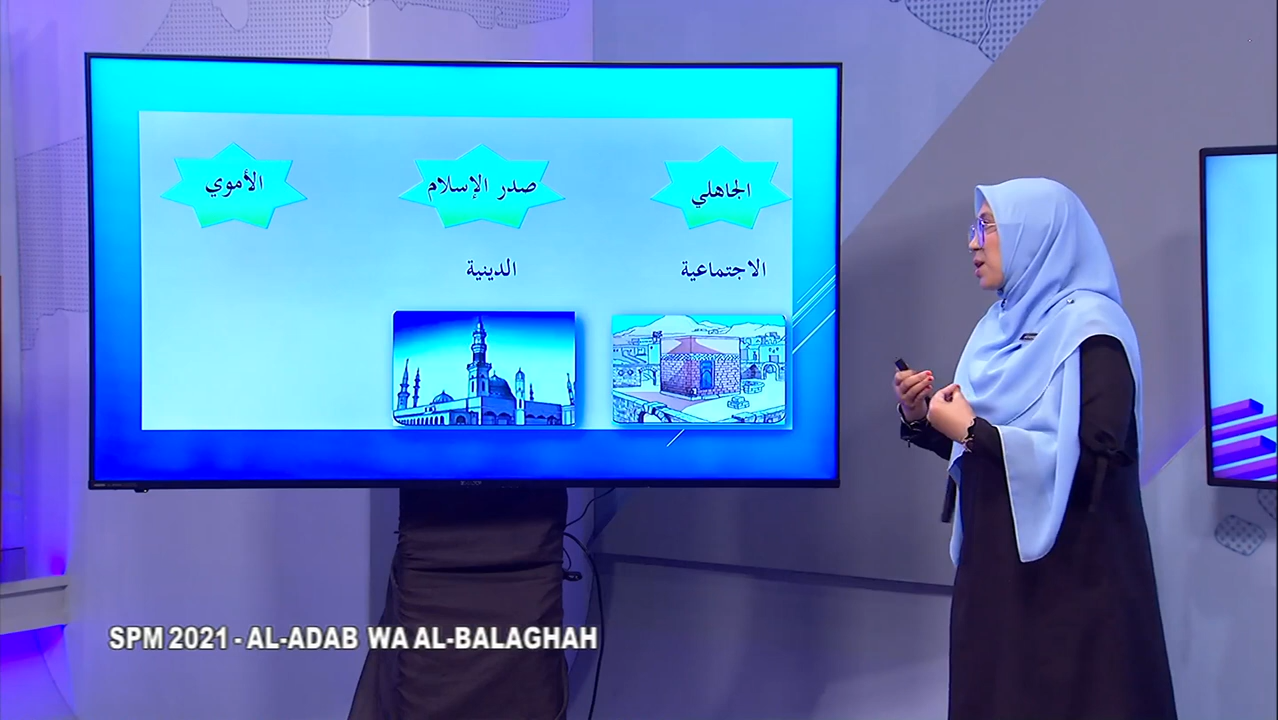 الجاهلي
صدر الإسلام
الأموي
الاجتماعية
الدينية
SPM 2021 - AL-ADAB WA AL-BALAGHAH